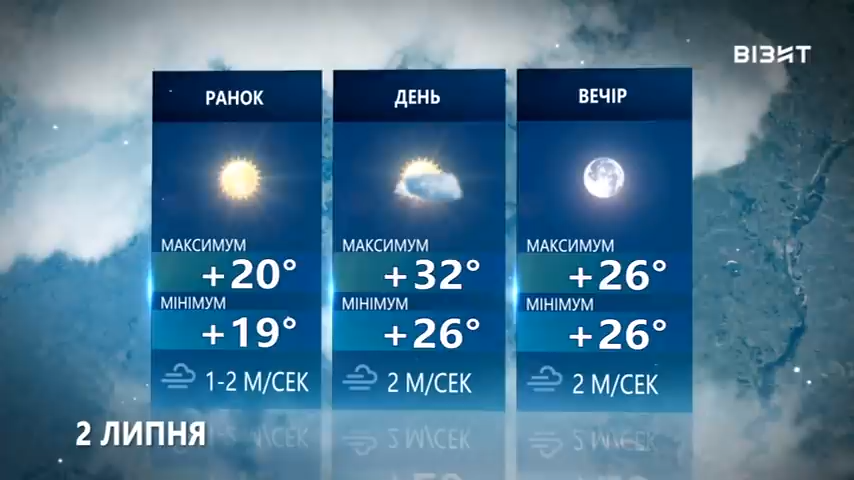 ВІЗИТ
РАНОК
МАКСИМУМ
+20°
МІНІМУМ
+19°
1-2 М/СЕК
ДЕНЬ
МАКСИМУМ
+32°
МІНІМУМ
+26°
2 М/СЕК
ВЕЧІР
МАКСИМУМ
+26°
МІНІМУМ
+26°
2 М/СЕК
2 ЛИПНЯ